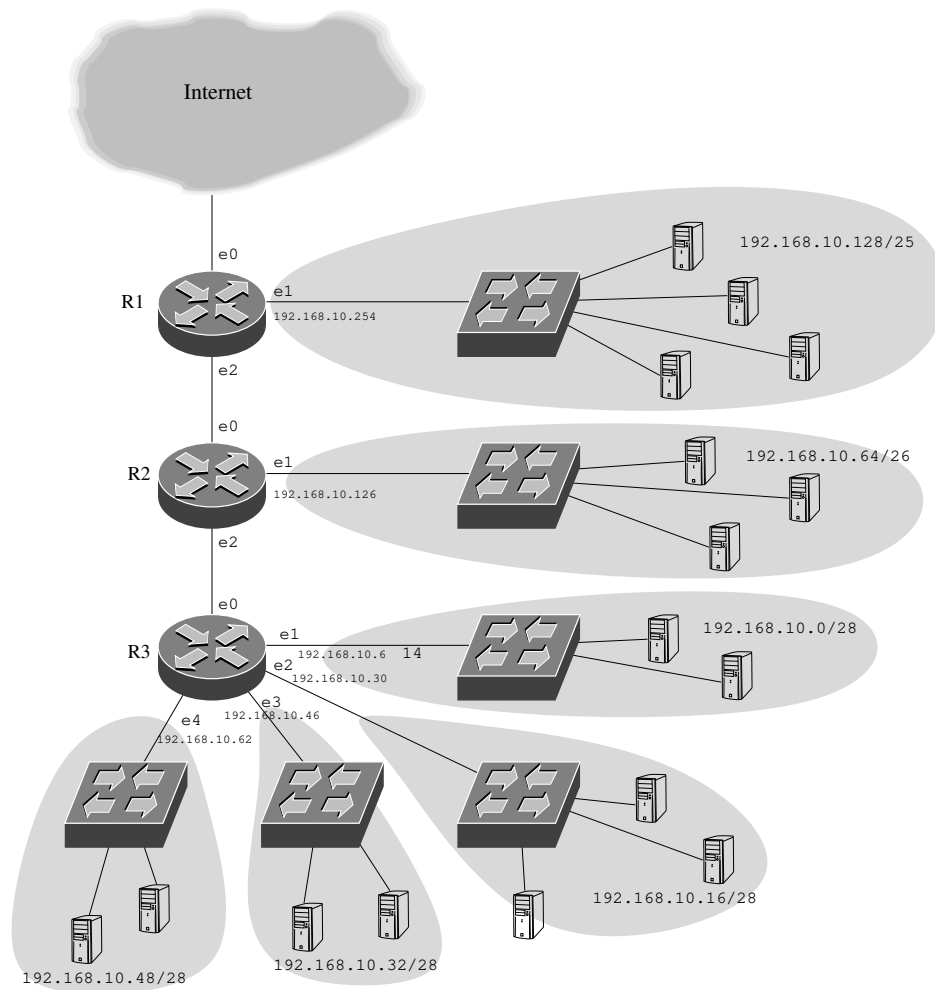 Internet
e0
192.168.10.128/25
R1
e1
192.168.10.254
e2
e0
192.168.10.64/26
R2
e1
192.168.10.126
e2
e0
192.168.10.0/28
R3
e1
192.168.10.6 14
e2
192.168.10.30
e3
192.168.10.46
e4
192.168.10.62
192.168.10.16/28
192.168.10.32/28
192.168.10.48/28